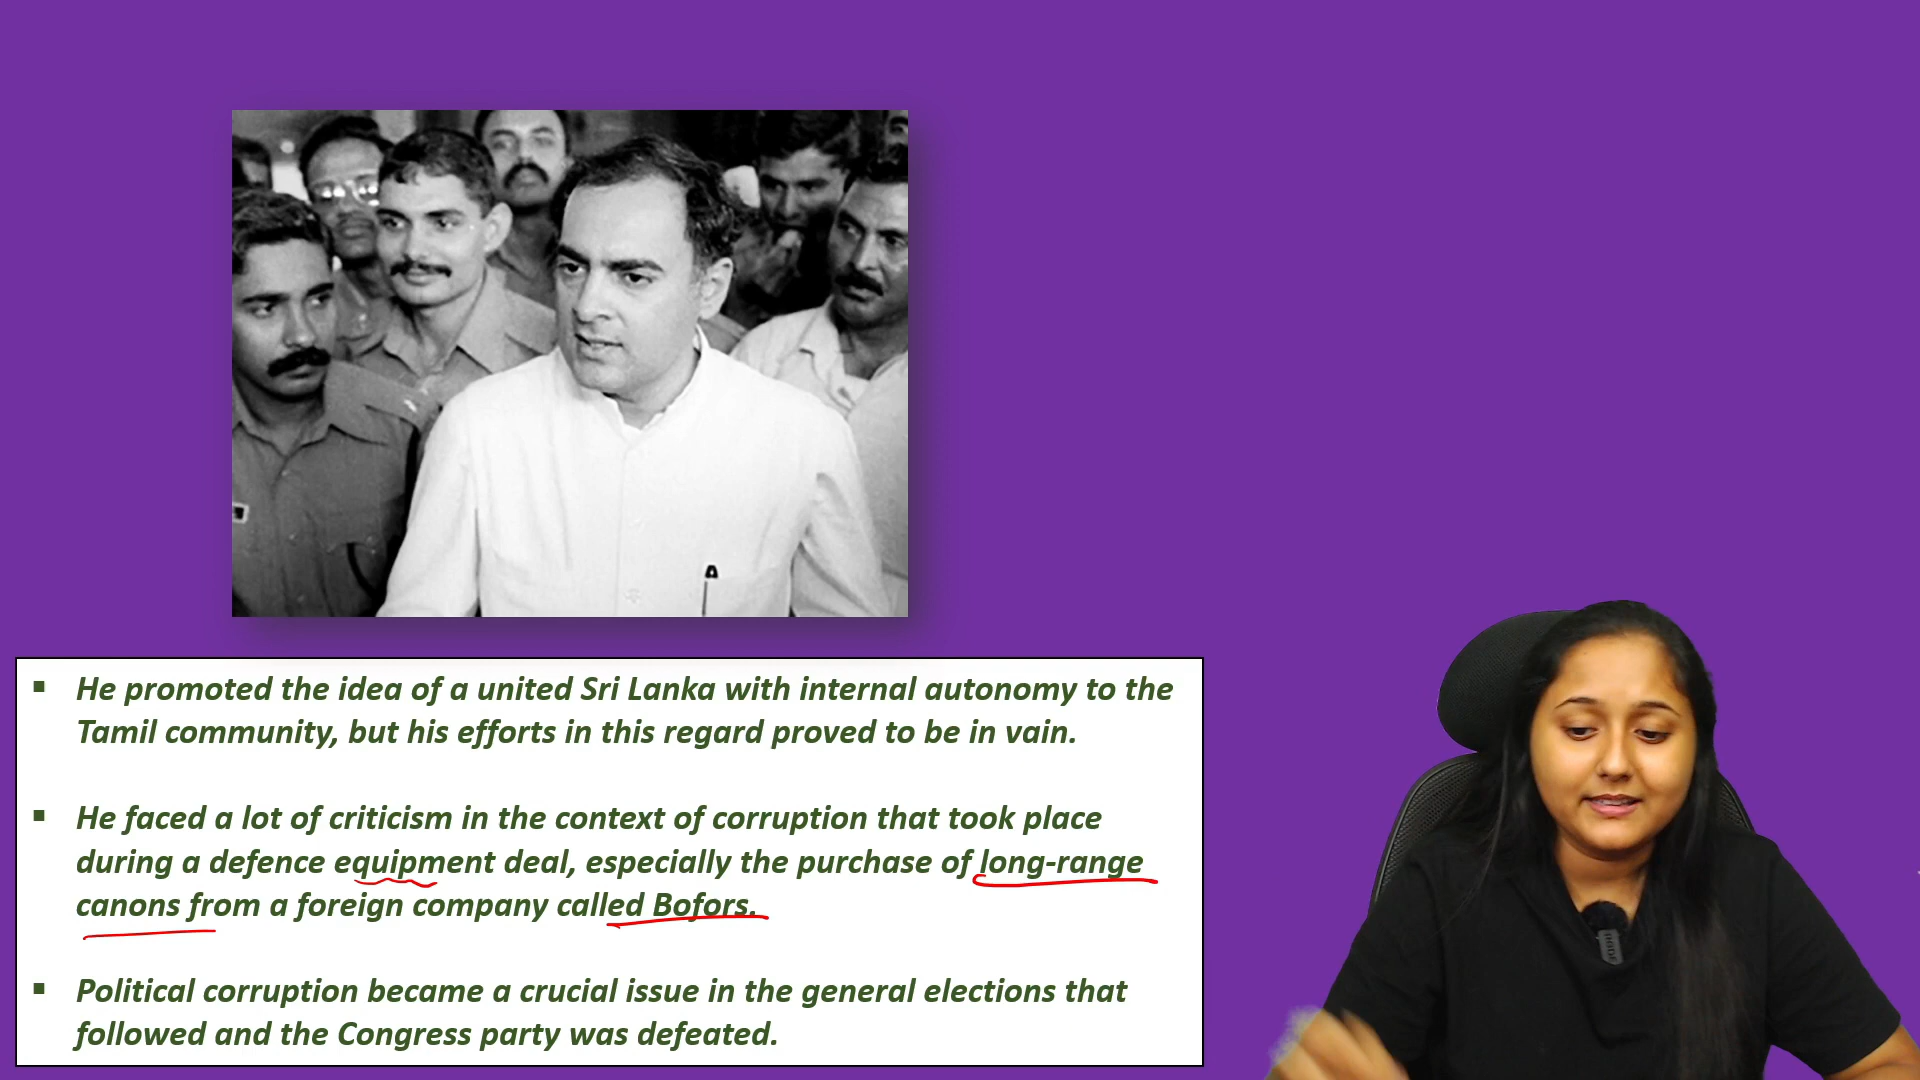 ▪ He promoted the idea of a united Sri Lanka with internal autonomy to the
Tamil community, but his efforts in this regard proved to be in vain.
▪ He faced a lot of criticism in the context of corruption that took place
during a defence equipment deal, especially the purchase of long-range
canons from a foreign company called Bofors.
▪ Political corruption became a crucial issue in the general elections that
followed and the Congress party was defeated.